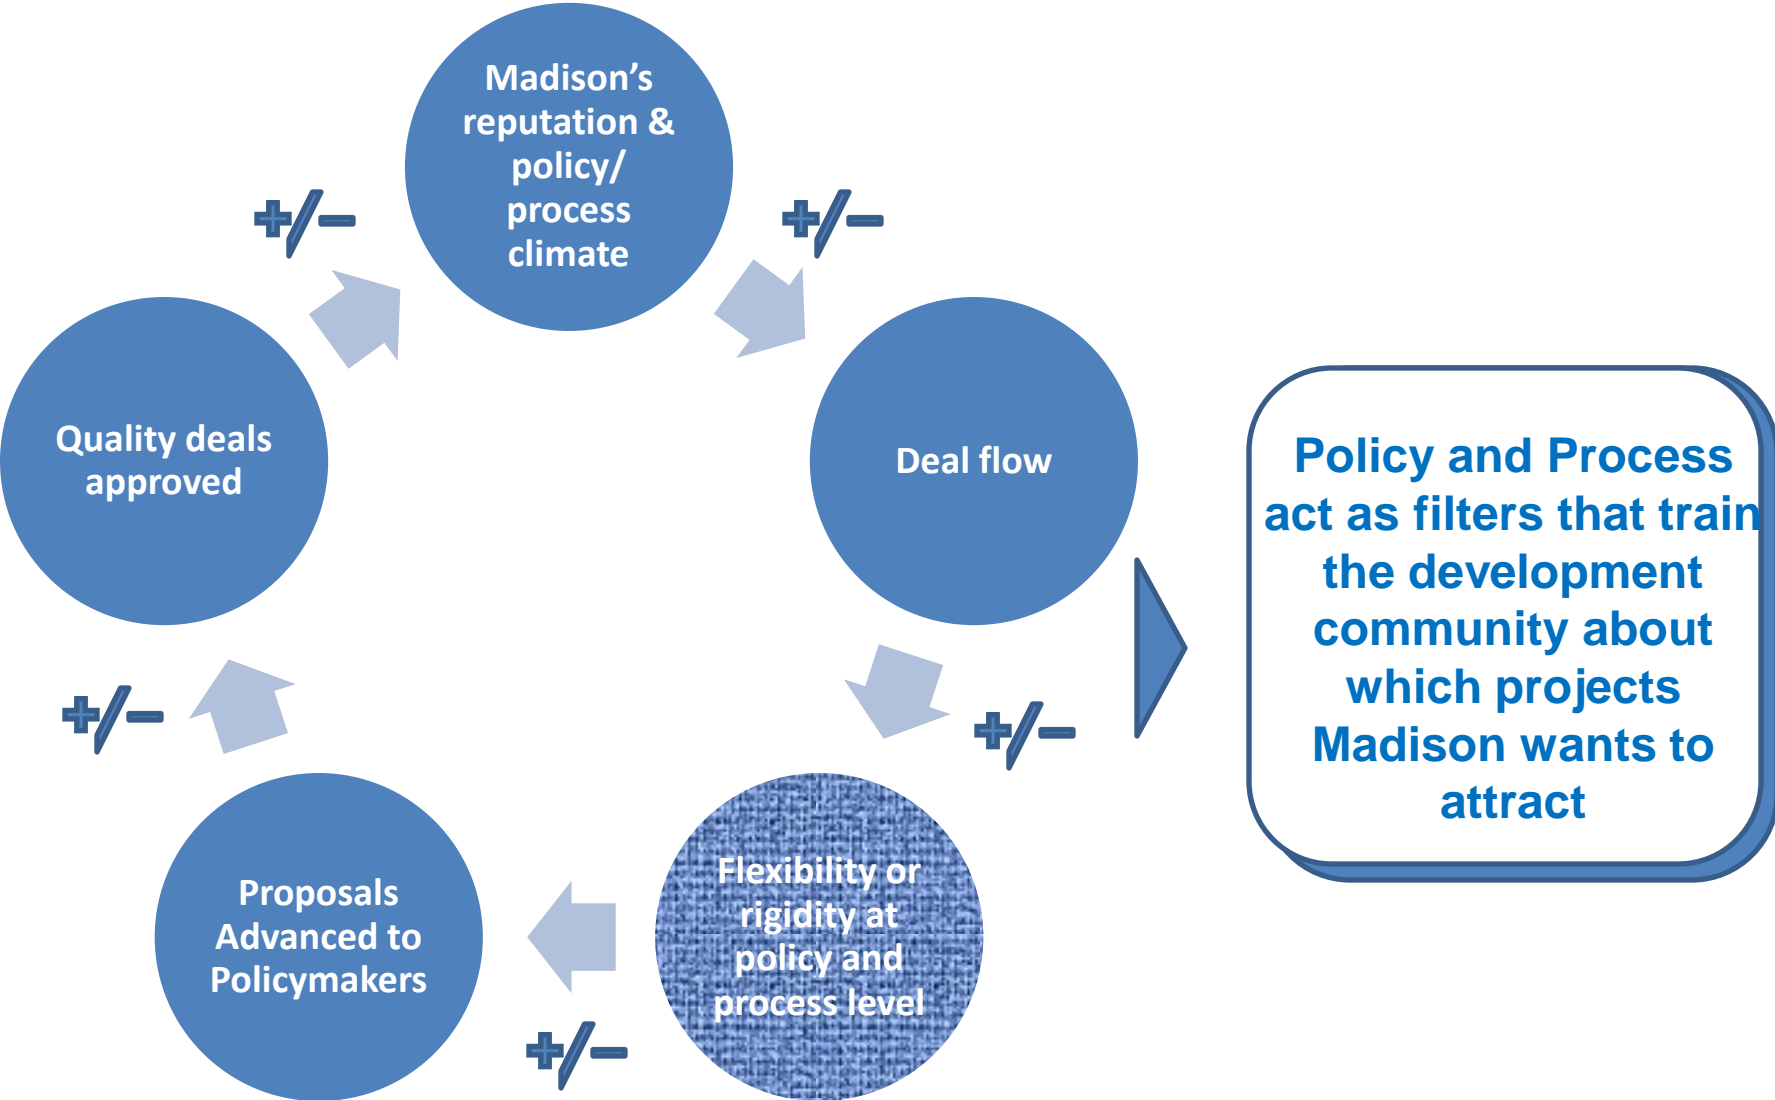 Madison’s
reputation &
policy/
process
climate
+/–
+/–
Quality deals
approved
Deal flow
Policy and Process
act as filters that train
the development
community about
which projects
Madison wants to
attract
+/–
+/–
Proposals
Advanced to
Policymakers
Flexibility or
rigidity at
policy and
process level
+/–